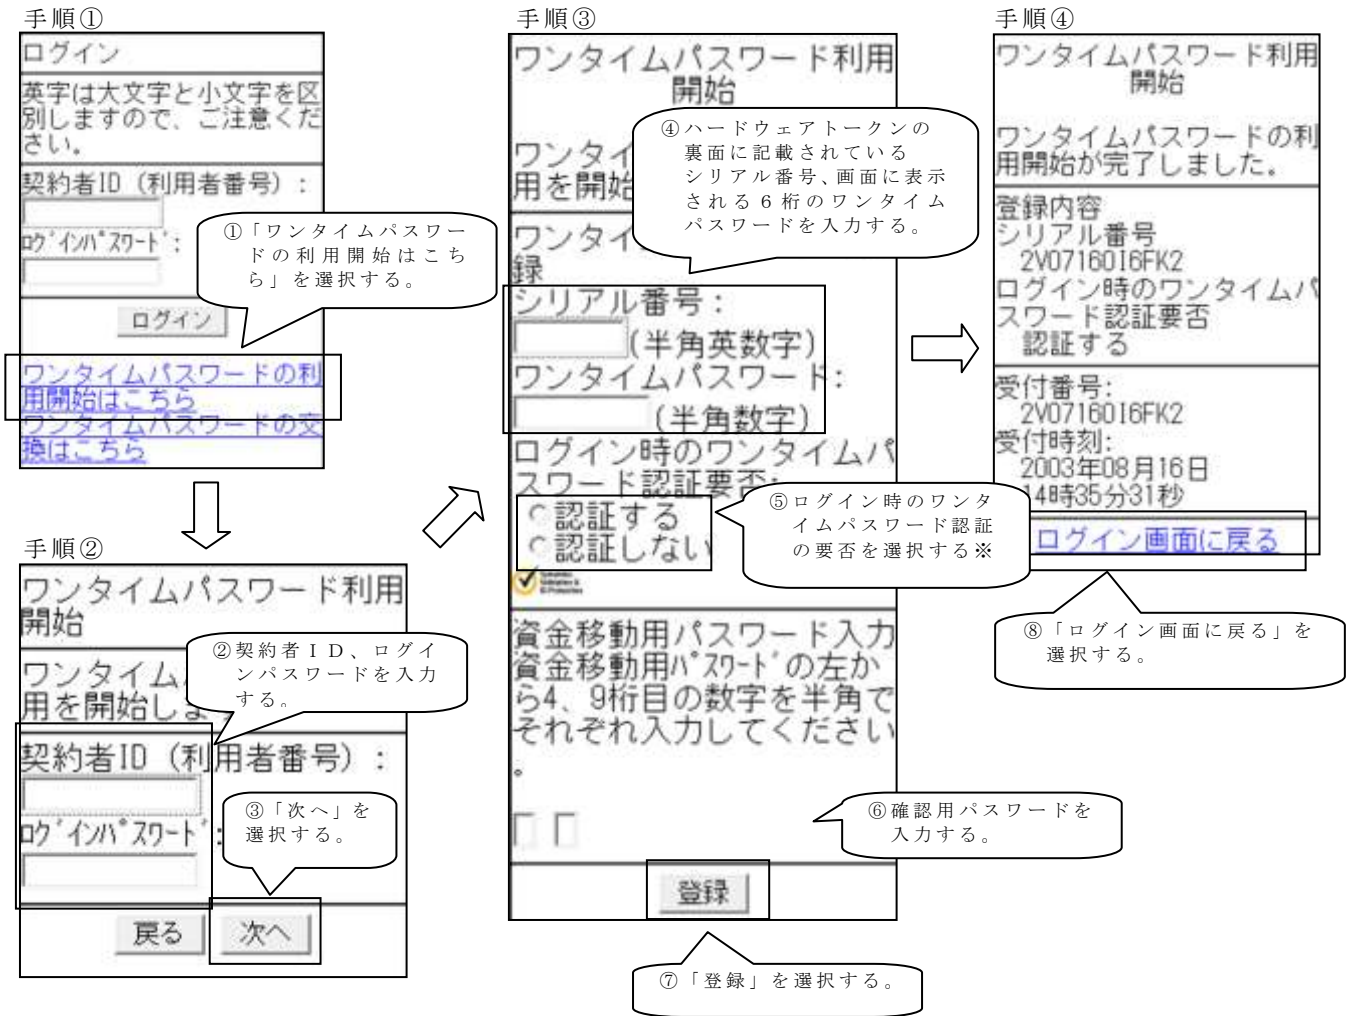 手順①
ログイン
英字は大文字と小文字を区
別しますので、ご注意くだ
さい。
契約者ID（利用者番号）:
ﾛｸﾞｲﾝﾊﾟｽﾜｰﾄﾞ:
①「ワンタイムパスワー
ドの利用開始はこち
ら」を選択する。
ログイン
ワンタイムパスワードの利
用開始はこちら
ワンタイムパスワードの交
換はこちら
手順②
ワンタイムパスワード利用
開始
②契約者ＩＤ、ログイ
ンパスワードを入力
する。
ワンタイム
用を開始しま
契約者ID（利用者番号）:
ﾛｸﾞｲﾝﾊﾟｽﾜｰﾄﾞ:
③「次へ」を
選択する。
戻る
次へ
手順③
ワンタイムパスワード利用
開始
④ハードウェアトークンの
裏面に記載されている
シリアル番号、画面に表示
される６桁のワンタイム
パスワードを入力する。
ワンタイ
用を開始
ワンタイ
録
シリアル番号:
(半角英数字)
ワンタイムパスワード:
(半角数字)
ログイン時のワンタイムパ
スワード認証要否:
認証する
認証しない
⑤ログイン時のワンタ
イムパスワード認証
の要否を選択する※
資金移動用パスワード入力
資金移動用ﾊﾟｽﾜｰﾄﾞの左か
ら4、9桁目の数字を半角で
それぞれ入力してください
。
⑥確認用パスワードを
入力する。
登録
⑦「登録」を選択する。
手順④
ワンタイムパスワード利用
開始
ワンタイムパスワードの利
用開始が完了しました。
登録内容
シリアル番号
2V0716016FK2
ログイン時のワンタイムパ
スワード認証要否
認証する
受付番号:
2V0716016FK2
受付時刻:
2003年08月16日
14時35分31秒
ログイン画面に戻る
⑧「ログイン画面に戻る」を
選択する。